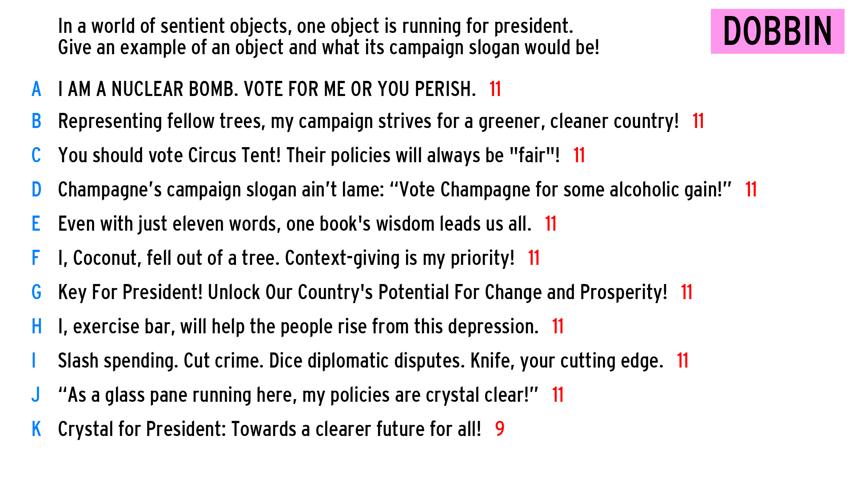 In a world of sentient objects, one object is running for president.
Give an example of an object and what its campaign slogan would be!
DOBBIN
A I AM A NUCLEAR BOMB. VOTE FOR ME OR YOU PERISH. 11
B Representing fellow trees, my campaign strives for a greener, cleaner country! 11
C You should vote Circus Tent! Their policies will always be "fair"! 11
D Champagne’s campaign slogan ain’t lame: “Vote Champagne for some alcoholic gain!” 11
E Even with just eleven words, one book's wisdom leads us all. 11
F I, Coconut, fell out of a tree. Context-giving is my priority! 11
G Key For President! Unlock Our Country's Potential For Change and Prosperity! 11
H I, exercise bar, will help the people rise from this depression. 11
I Slash spending. Cut crime. Dice diplomatic disputes. Knife, your cutting edge. 11
J “As a glass pane running here, my policies are crystal clear!” 11
K Crystal for President: Towards a clearer future for all! 9